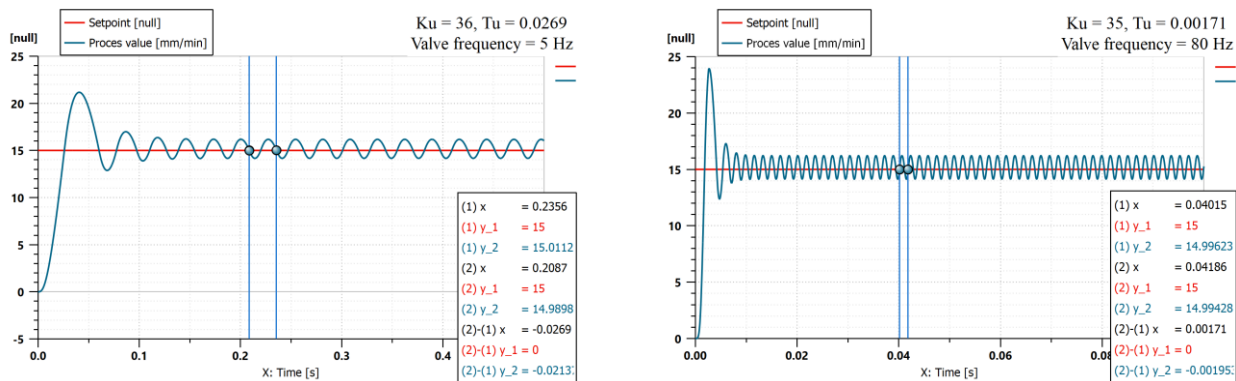 Setpoint [null]
Proces value [mm/min]
Ku = 36, Tu = 0.0269
Valve frequency = 5 Hz
[null]
25
20
15
10
5
0
-5
0.0
0.1
0.2
0.3
0.4
X: Time [s]
(1) x = 0.2356
(1) y_1 = 15
(1) y_2 = 15.0112
(2) x = 0.2087
(2) y_1 = 15
(2) y_2 = 14.9898
(2)-(1) x = -0.0269
(2)-(1) y_1 = 0
(2)-(1) y_2 = -0.0213
Setpoint [null]
Proces value [mm/min]
Ku = 35, Tu = 0.00171
Valve frequency = 80 Hz
[null]
25
20
15
10
5
0
0.00
0.02
0.04
0.06
0.08
X: Time [s]
(1) x = 0.04015
(1) y_1 = 15
(1) y_2 = 14.99623
(2) x = 0.04186
(2) y_1 = 15
(2) y_2 = 14.99428
(2)-(1) x = 0.00171
(2)-(1) y_1 = 0
(2)-(1) y_2 = -0.00195